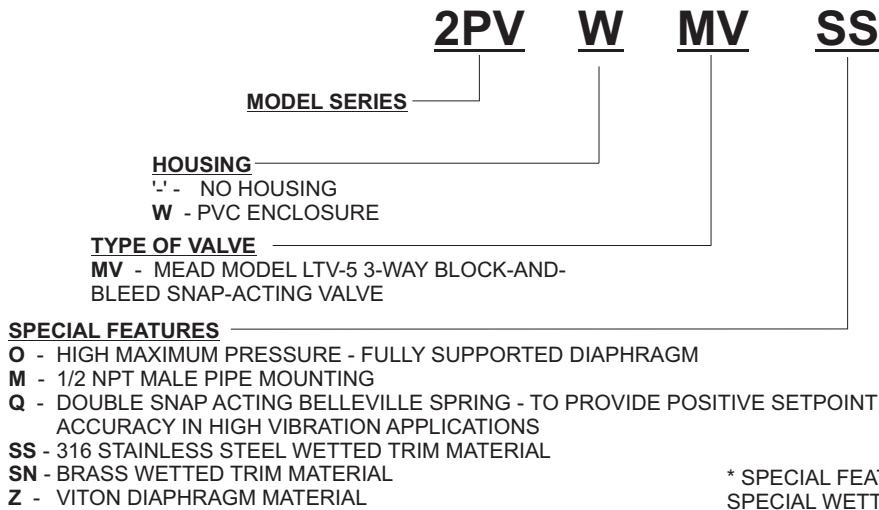 2PV W MV SS
MODEL SERIES
HOUSING
'-' - NO HOUSING
W - PVC ENCLOSURE
TYPE OF VALVE
MV - MEAD MODEL LTV-5 3-WAY BLOCK-AND-
BLEED SNAP-ACTING VALVE
SPECIAL FEATURES
O - HIGH MAXIMUM PRESSURE - FULLY SUPPORTED DIAPHRAGM
M - 1/2 NPT MALE PIPE MOUNTING
Q - DOUBLE SNAP ACTING BELLEVILLE SPRING - TO PROVIDE POSITIVE SETPOINT
ACCURACY IN HIGH VIBRATION APPLICATIONS
SS - 316 STAINLESS STEEL WETTED TRIM MATERIAL
SN - BRASS WETTED TRIM MATERIAL
Z - VITON DIAPHRAGM MATERIAL
* SPECIAL
SPECIAL